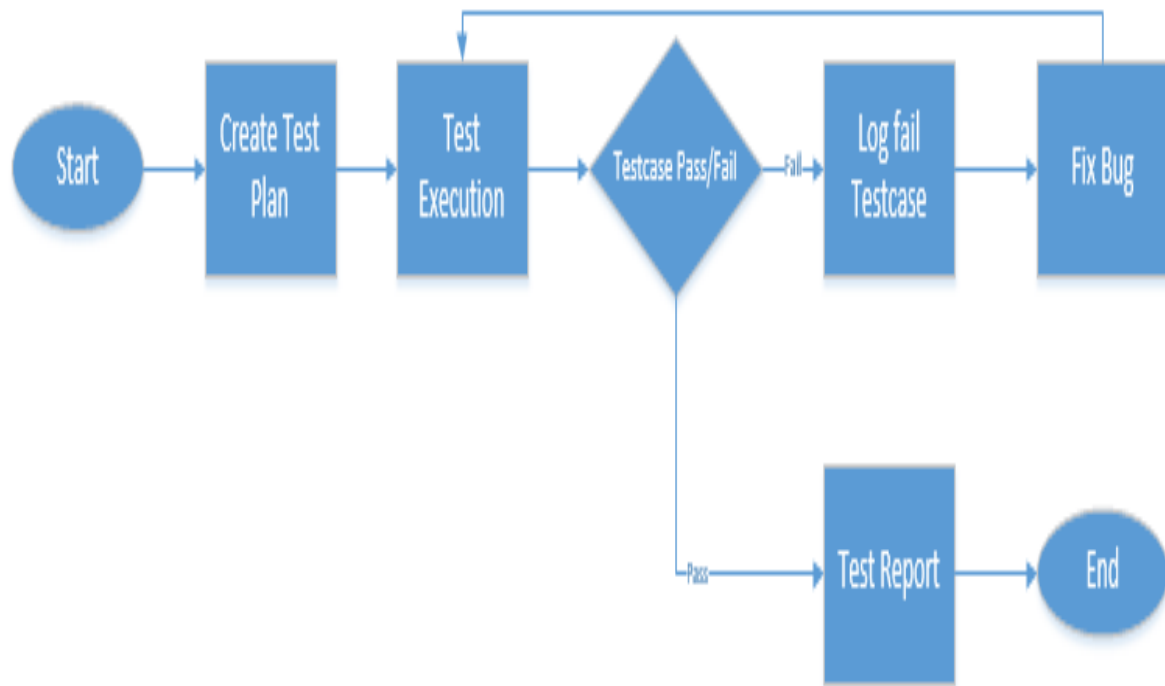 Start
Create Test
Plan
Test
Execution
Testcase Pass/Fail
Fail
Log fail
Testcase
Fix Bug
Pass
Test Report
End